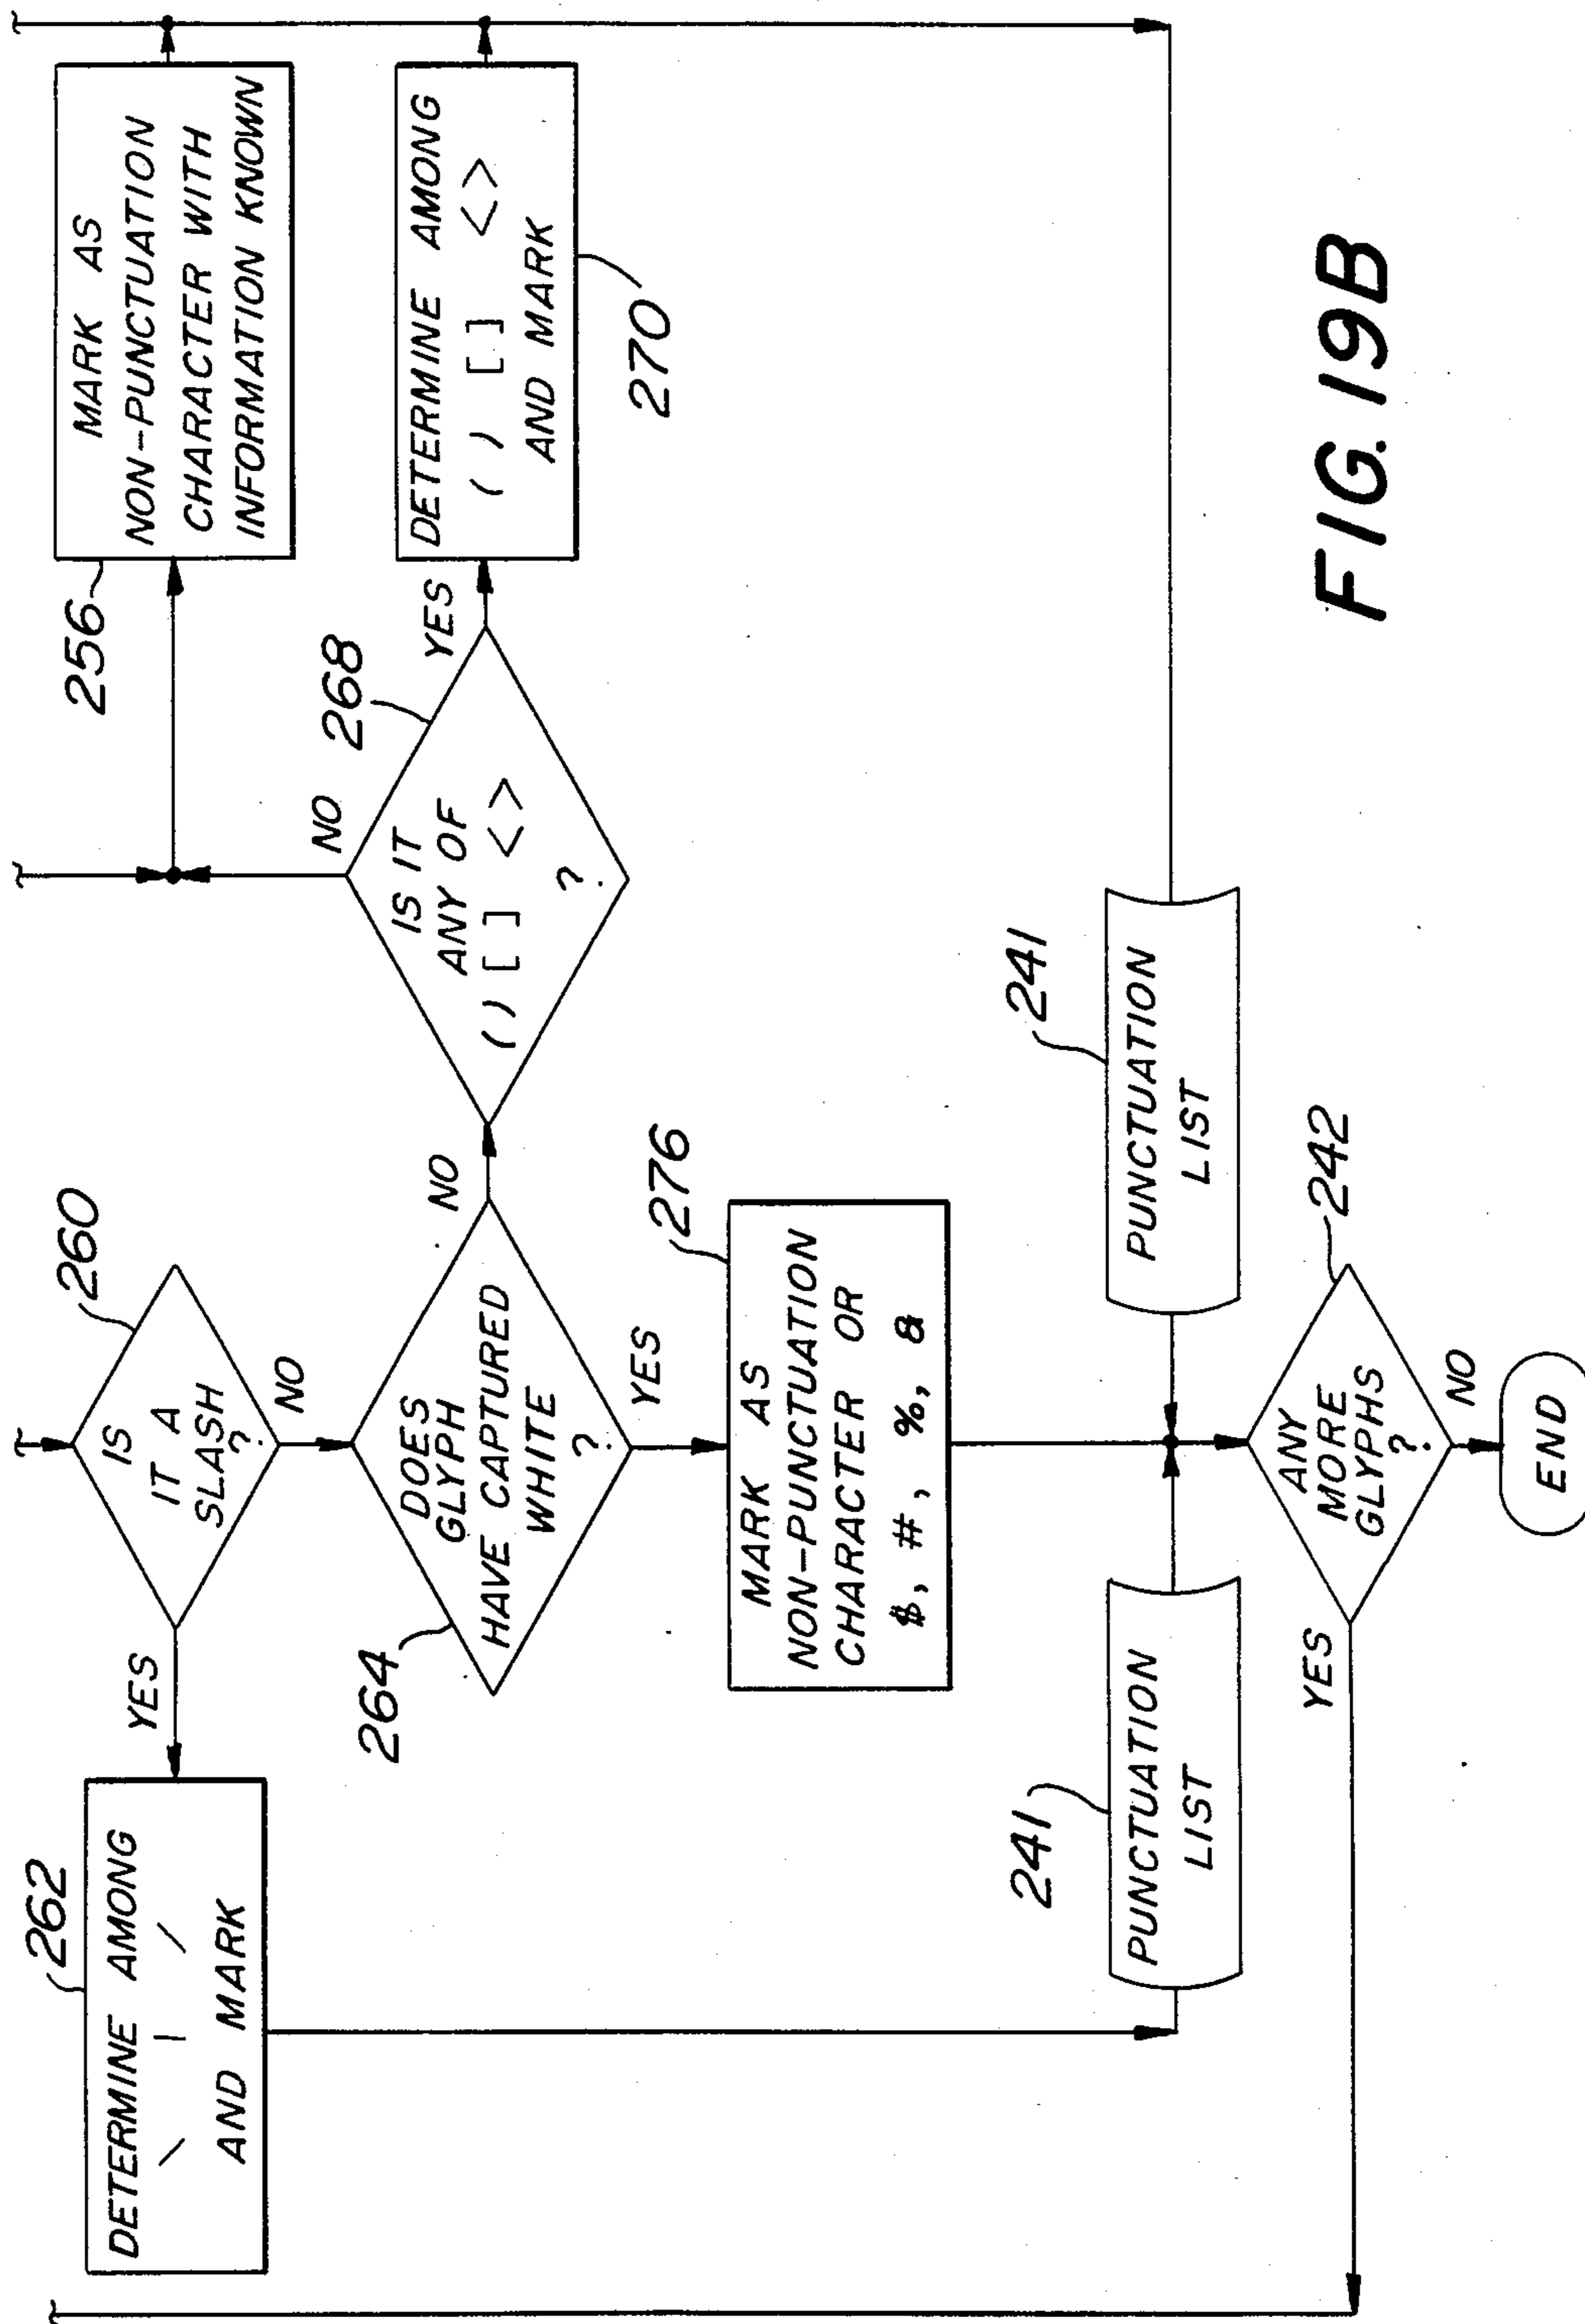 262
DETERMINE AMONG
\ | /
AND MARK
YES
260
IS
IT A
SLASH
?
NO
256
MARK AS
NON-PUNCTUATION
CHARACTER WITH
INFORMATION KNOWN
264
DOES
GLYPH
HAVE CAPTURED
WHITE
?
NO
YES
NO
268
IS IT
ANY OF
( ) [ ] < >
?
YES
DETERMINE AMONG
( ) [ ] < >
AND MARK
270
276
MARK AS
NON-PUNCTUATION
CHARACTER OR
$, #, %, &
241
PUNCTUATION
LIST
241
PUNCTUATION
LIST
242
ANY
MORE
GLYPHS
?
YES
NO
END
FIG. 19B